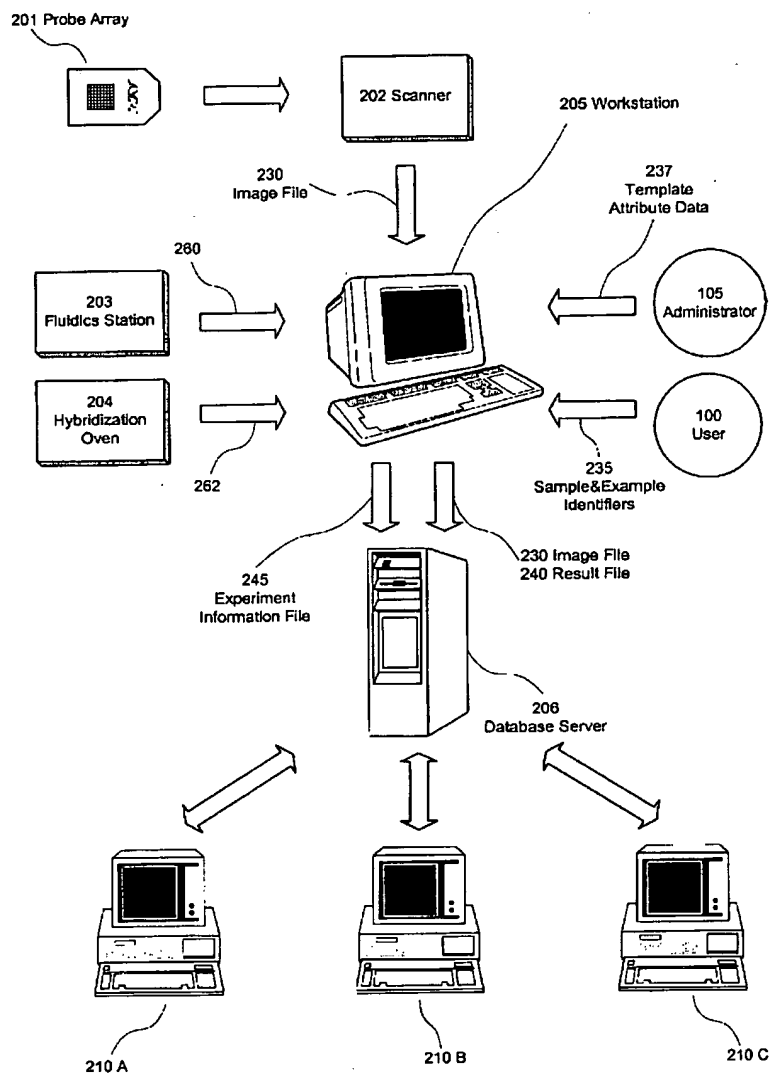 201 Probe Array
202 Scanner
205 Workstation
230
Image File
237
Template
Attribute Data
260
203
Fluidics Station
105
Administrator
204
Hybridization
Oven
100
User
262
235
Sample&Example
Identifiers
245
Experiment
Information File
230 Image File
240 Result File
206
Database Server
210 A
210 B
210 C